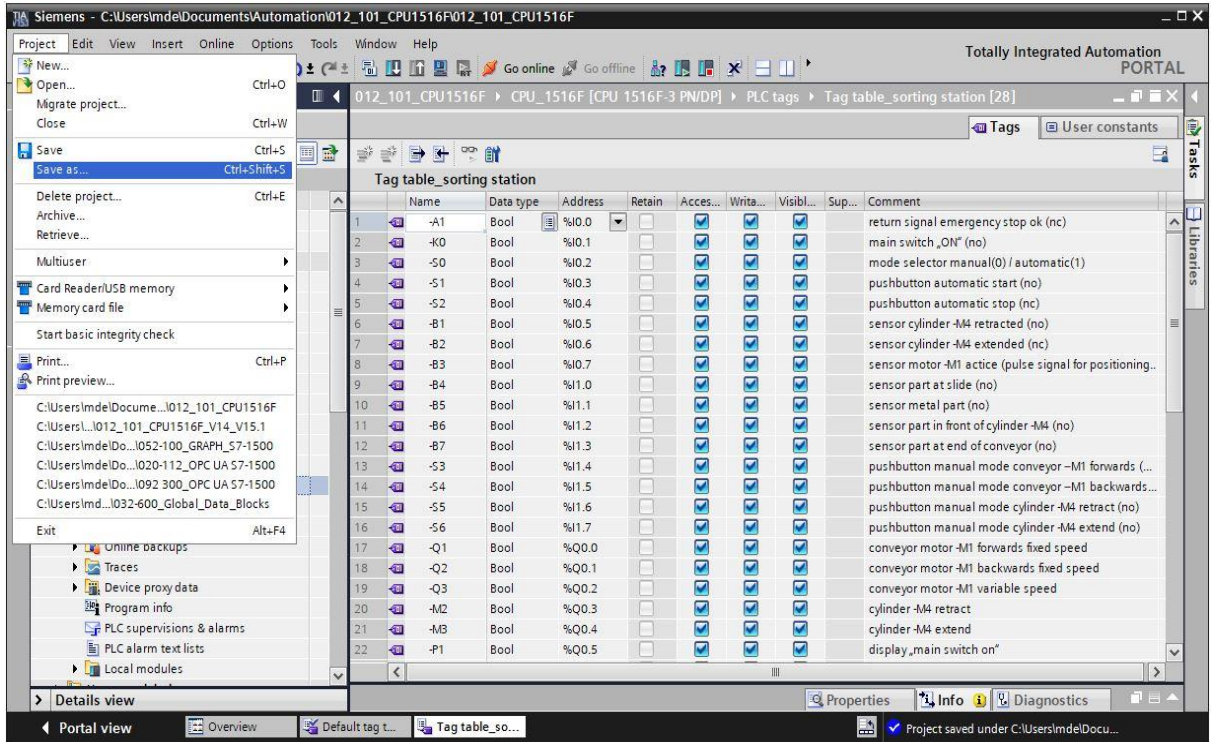 Siemens - C:\Users\mde\Documents\Automation\012_101_CPU1516F\012_101_CPU1516F
Project Edit View Insert Online Options Tools Window Help
Totally Integrated Automation
PORTAL
Go online Go offline
New...
Open... Ctrl+O
Migrate project...
Close Ctrl+W
Save Ctrl+S
Save as... Ctrl+Shift+S
Delete project... Ctrl+E
Archive...
Retrieve...
Multiuser
Card Reader/USB memory
Memory card file
Start basic integrity check
Print... Ctrl+P
Print preview...
C:\Users\mde\Docume...\012_101_CPU1516F
C:\Users\...\012_101_CPU1516F_V14_V15.1
C:\Users\mde\Do...\052-100_GRAPH_S7-1500
C:\Users\mde\Do...\020-112_OPC UA S7-1500
C:\Users\mde\Do...\092 300_OPC UA S7-1500
C:\Users\md...\032-600_Global_Data_Blocks
Exit Alt+F4
Online backups
Traces
Device proxy data
Program info
PLC supervisions & alarms
PLC alarm text lists
Local modules
012_101_CPU1516F CPU_1516F [CPU 1516F-3 PN/DP] PLC tags Tag table_sorting station [28]
Tags User constants
Tag table_sorting station
Name Data type Address Retain Acces... Writa... Visibl... Sup... Comment
1 -A1 Bool %I0.0 return signal emergency stop ok (nc)
2 -K0 Bool %I0.1 main switch „ON" (no)
3 -S0 Bool %I0.2 mode selector manual(0) / automatic(1)
4 -S1 Bool %I0.3 pushbutton automatic start (no)
5 -S2 Bool %I0.4 pushbutton automatic stop (nc)
6 -B1 Bool %I0.5 sensor cylinder -M4 retracted (no)
7 -B2 Bool %I0.6 sensor cylinder -M4 extended (nc)
8 -B3 Bool %I0.7 sensor motor -M1 actice (pulse signal for positioning..
9 -B4 Bool %I1.0 sensor part at slide (no)
10 -B5 Bool %I1.1 sensor metal part (no)
11 -B6 Bool %I1.2 sensor part in front of cylinder -M4 (no)
12 -B7 Bool %I1.3 sensor part at end of conveyor (no)
13 -S3 Bool %I1.4 pushbutton manual mode conveyor –M1 forwards (...
14 -S4 Bool %I1.5 pushbutton manual mode conveyor –M1 backwards...
15 -S5 Bool %I1.6 pushbutton manual mode cylinder -M4 retract (no)
16 -S6 Bool %I1.7 pushbutton manual mode cylinder -M4 extend (no)
17 -Q1 Bool %Q0.0 conveyor motor -M1 forwards fixed speed
18 -Q2 Bool %Q0.1 conveyor motor -M1 backwards fixed speed
19 -Q3 Bool %Q0.2 conveyor motor -M1 variable speed
20 -M2 Bool %Q0.3 cylinder -M4 retract
21 -M3 Bool %Q0.4 cylinder -M4 extend
22 -P1 Bool %Q0.5 display „main switch on"
Tasks
Libraries
Details view
Properties Info Diagnostics
Portal view Overview Default tag t... Tag table_so... Project saved under C:\Users\mde\Docu...